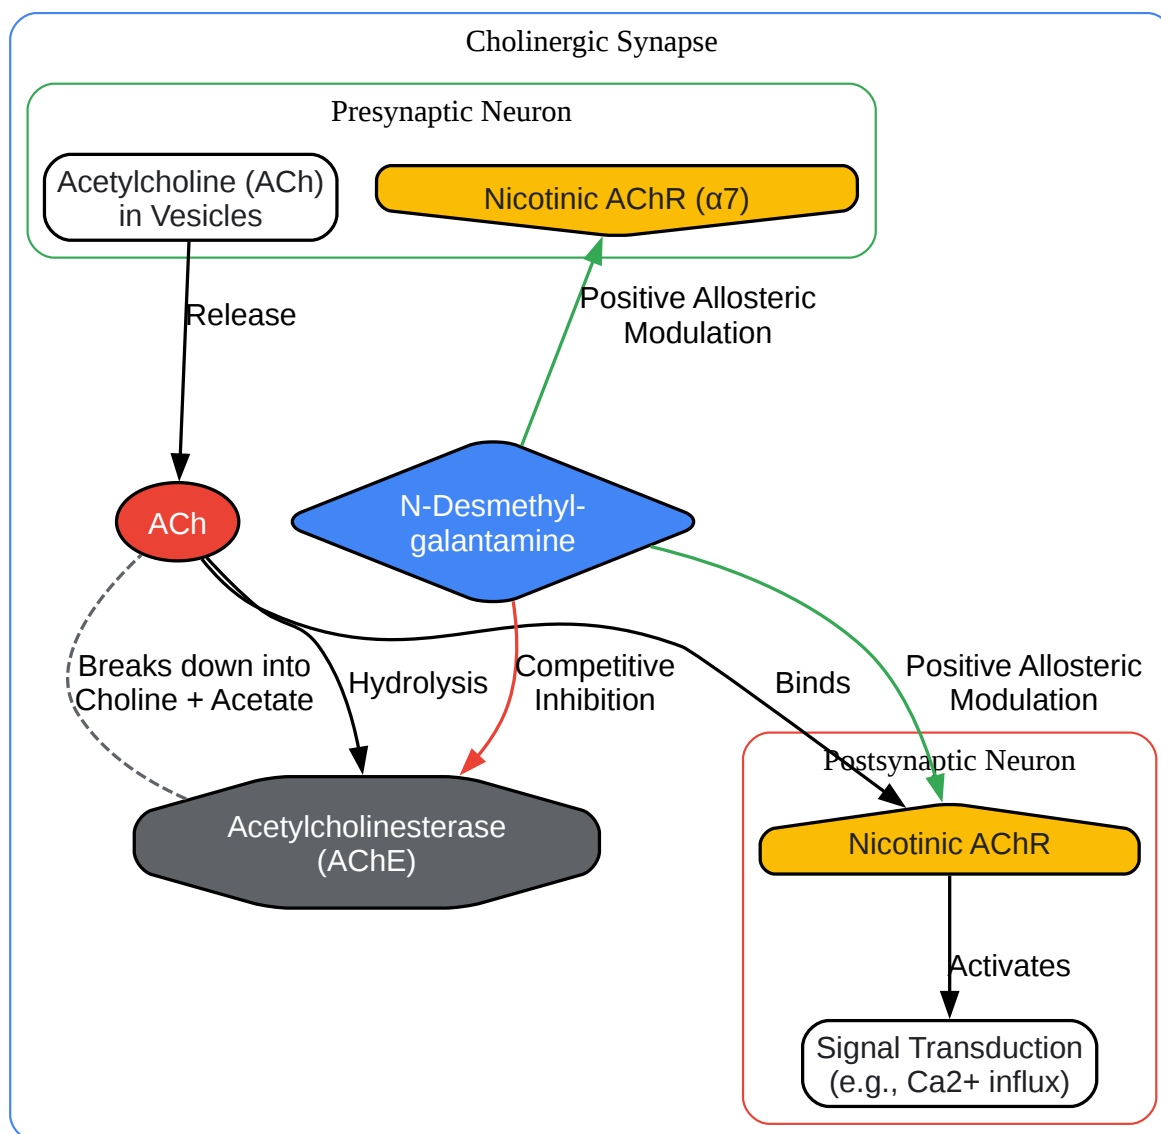 Cholinergic Synapse
Presynaptic Neuron
Acetylcholine (ACh)
in Vesicles
Nicotinic AChR (α7)
Release
Positive Allosteric
Modulation
ACh
N-Desmethyl-
galantamine
Breaks down into
Choline + Acetate
Hydrolysis
Competitive
Inhibition
Binds
Positive Allosteric
Modulation
Postsynaptic Neuron
Acetylcholinesterase
(AChE)
Nicotinic AChR
Activates
Signal Transduction
(e.g., Ca2+ influx)